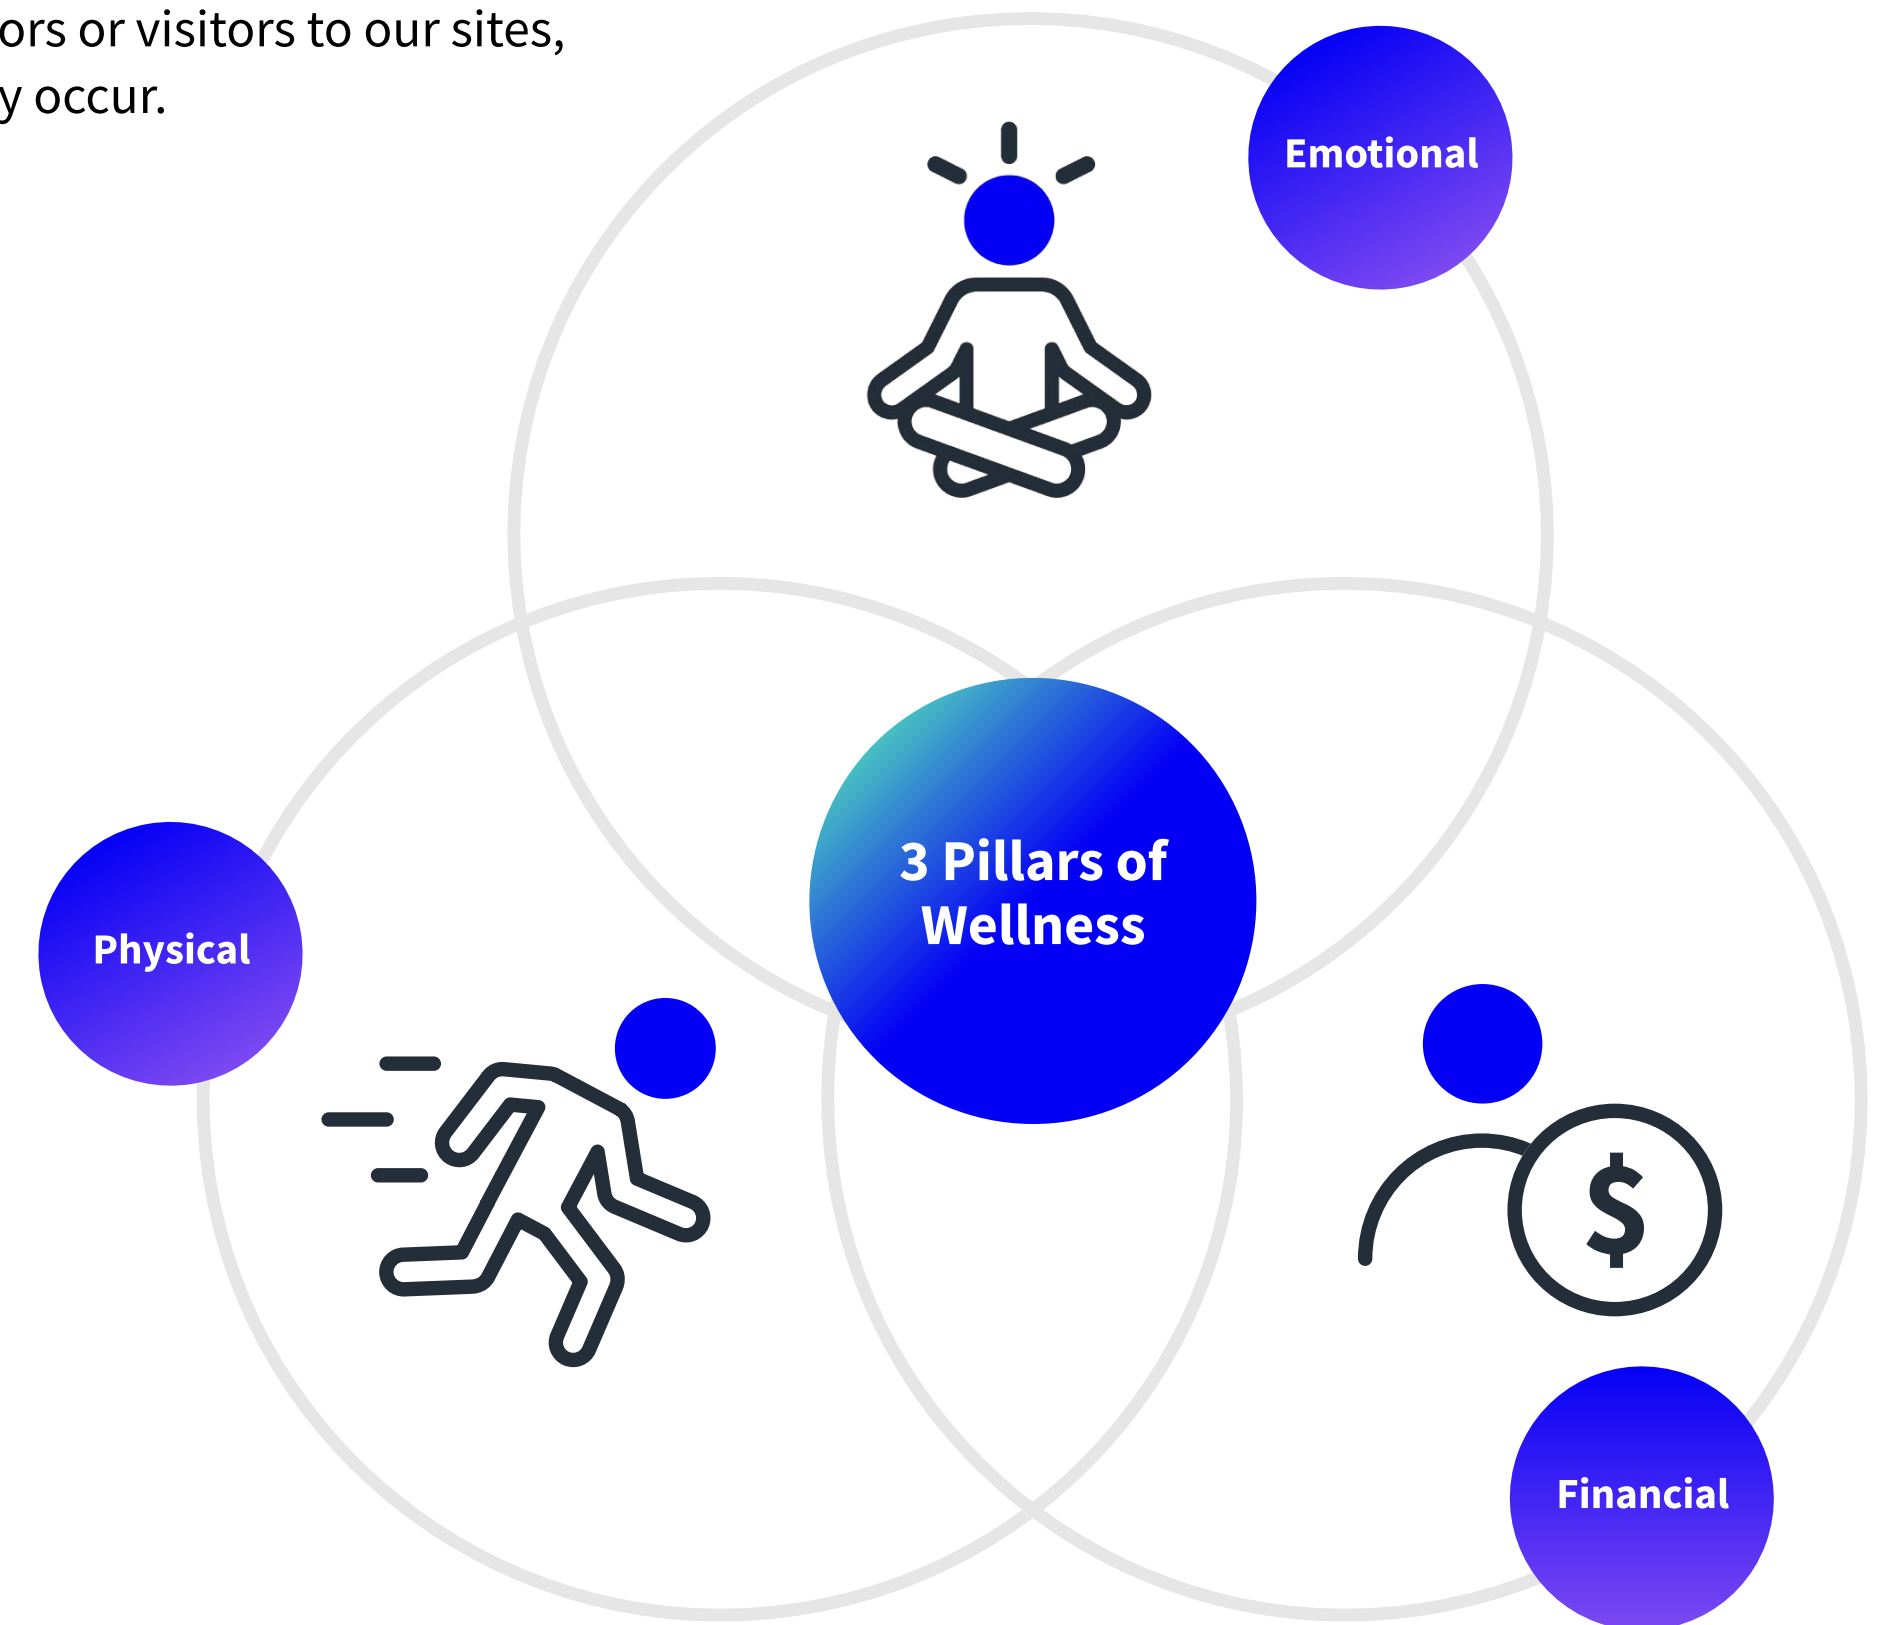 ors or visitors to our sites,
y occur.
Emotional
3 Pillars of
Wellness
Physical
$
Financial